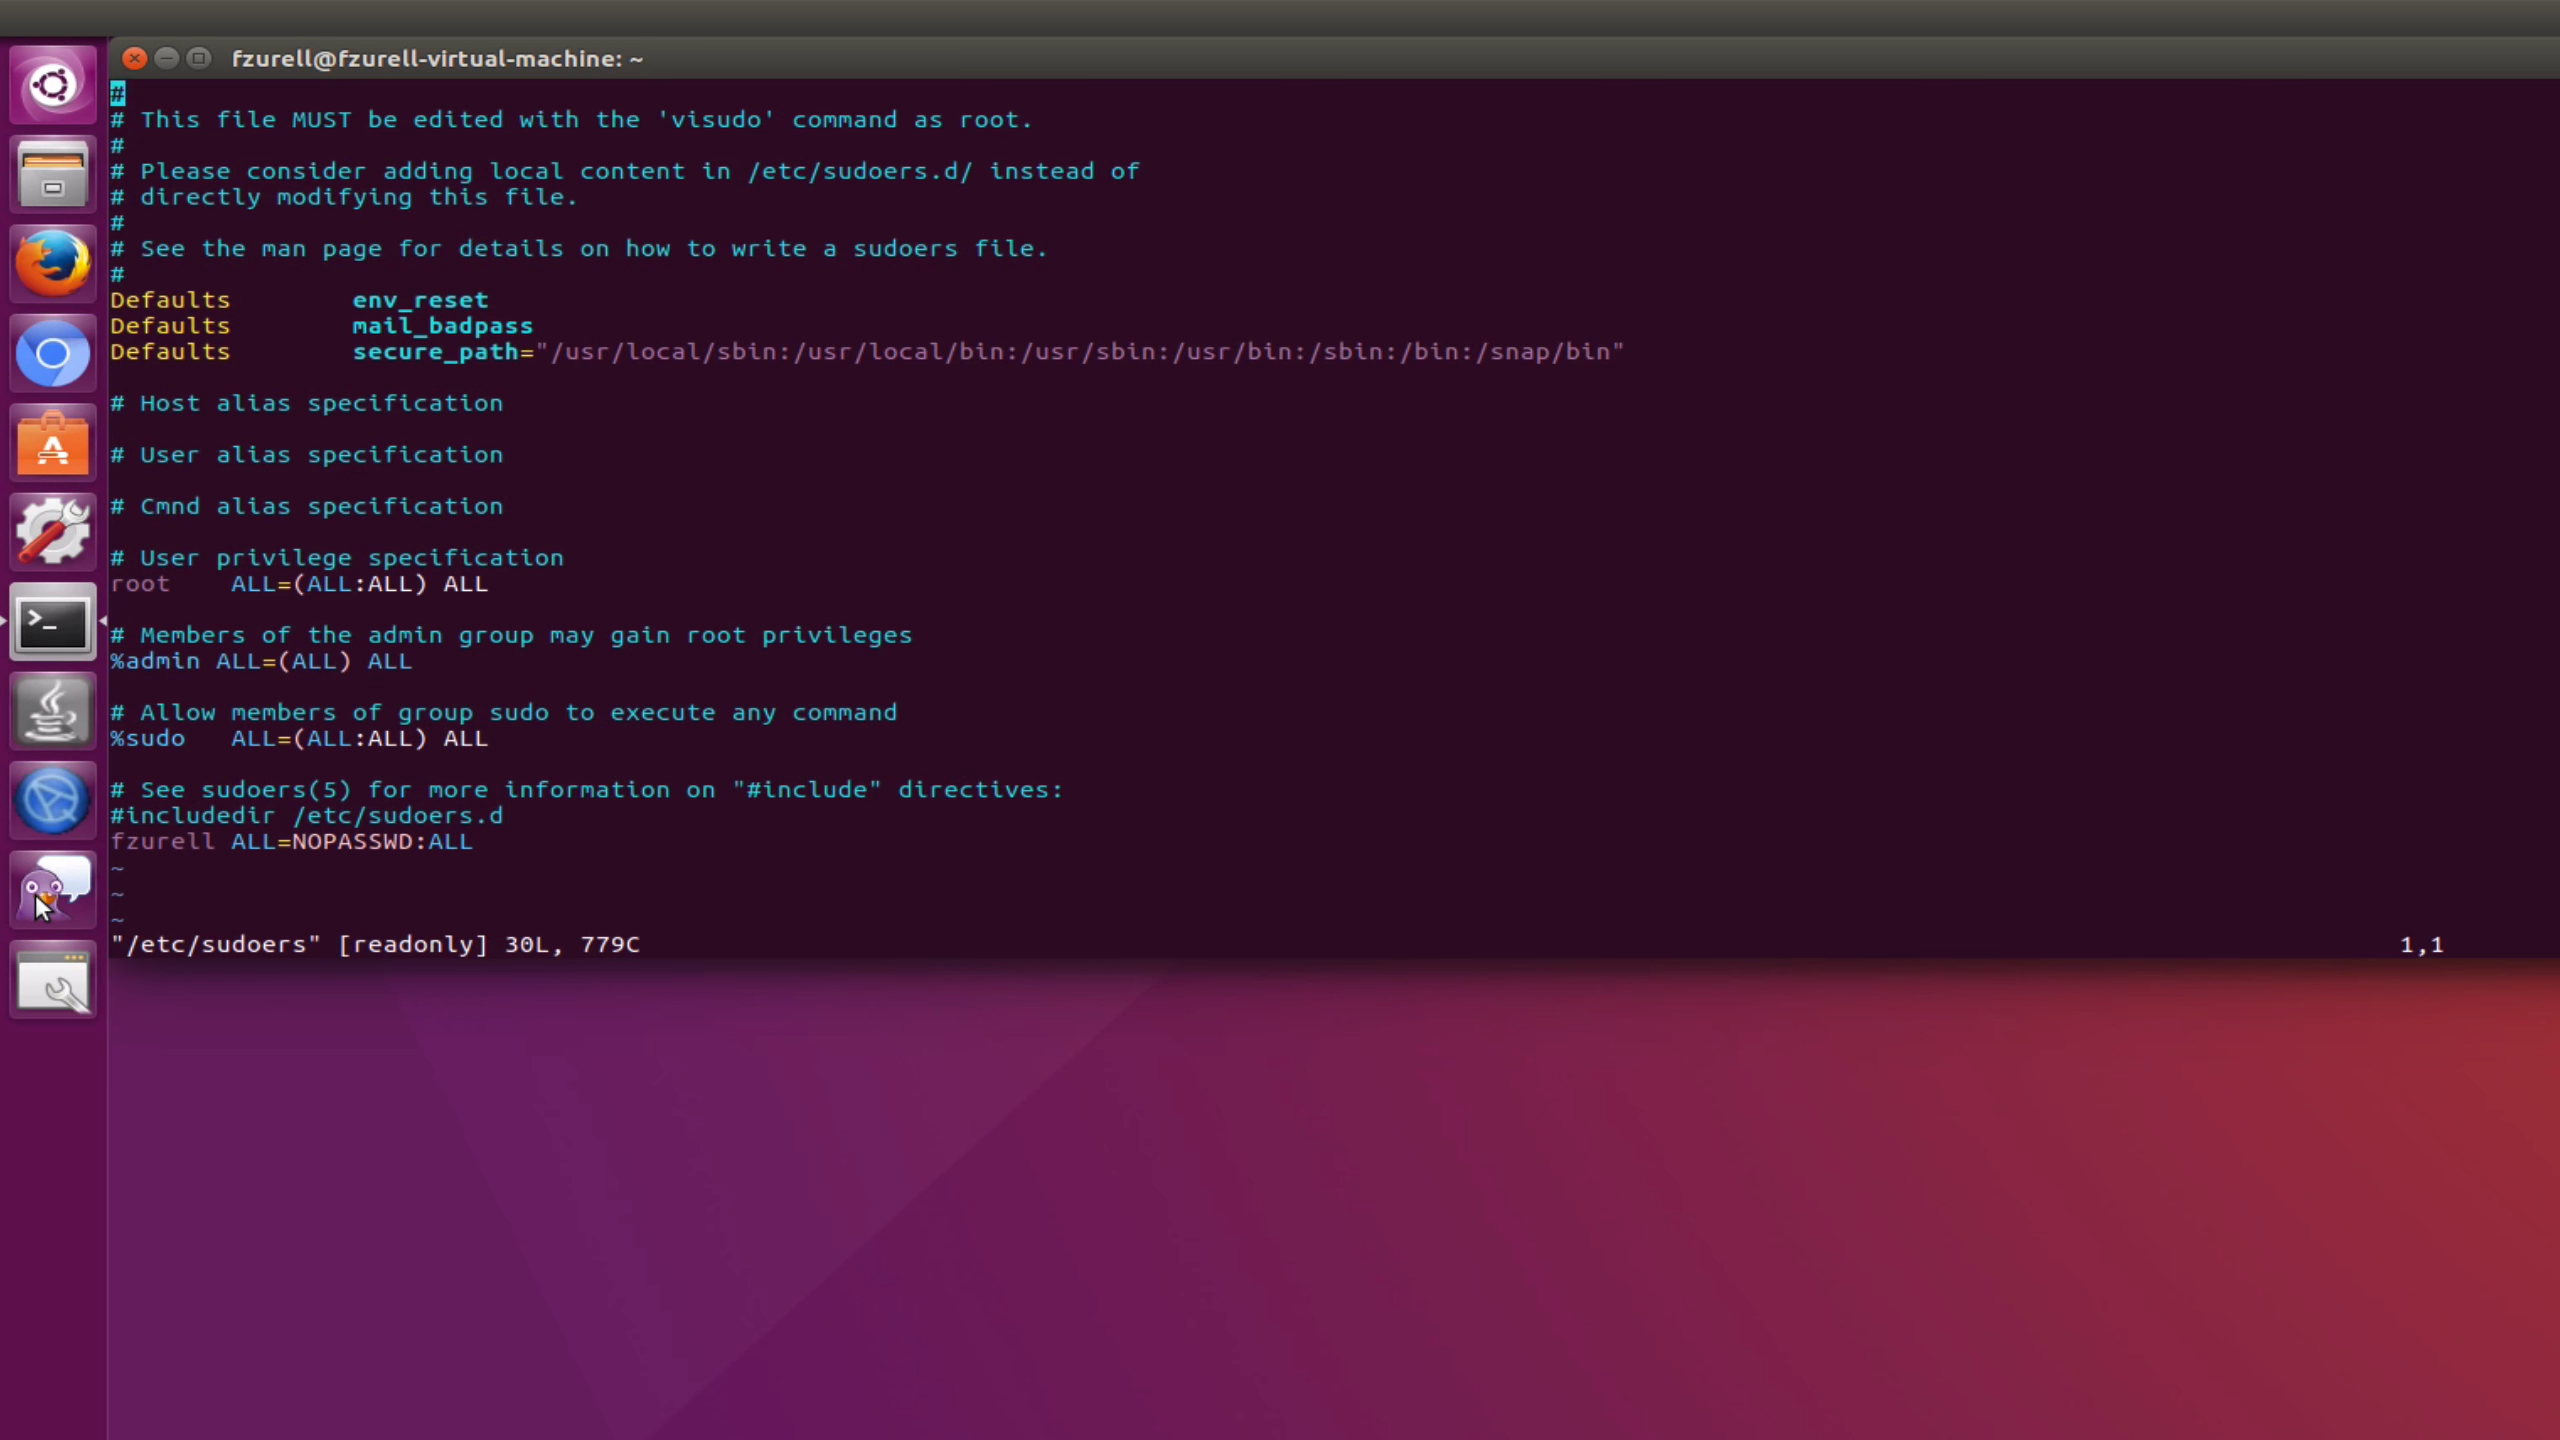 fzurell@fzurell-virtual-machine: ~
#
# This file MUST be edited with the 'visudo' command as root.
#
# Please consider adding local content in /etc/sudoers.d/ instead of
# directly modifying this file.
#
# See the man page for details on how to write a sudoers file.
#
Defaults        env_reset
Defaults        mail_badpass
Defaults        secure_path="/usr/local/sbin:/usr/local/bin:/usr/sbin:/usr/bin:/sbin:/bin:/snap/bin"
# Host alias specification
# User alias specification
# Cmnd alias specification
# User privilege specification
root    ALL=(ALL:ALL) ALL
# Members of the admin group may gain root privileges
%admin ALL=(ALL) ALL
# Allow members of group sudo to execute any command
%sudo   ALL=(ALL:ALL) ALL
# See sudoers(5) for more information on "#include" directives:
#includedir /etc/sudoers.d
fzurell ALL=NOPASSWD:ALL
~
~
~
"/etc/sudoers" [readonly] 30L, 779C 1,1